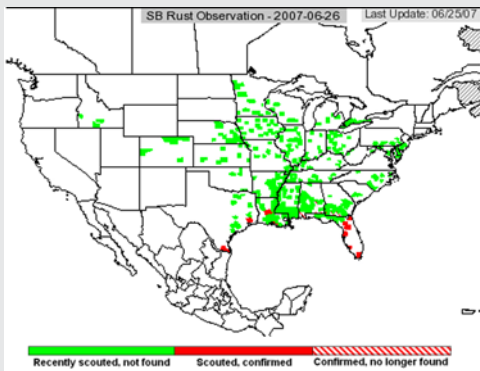 SB Rust Observation - 2007-06-26 Last Update: 06/25/07
Recently scouted, not found Scouted, confirmed Confirmed, no longer found